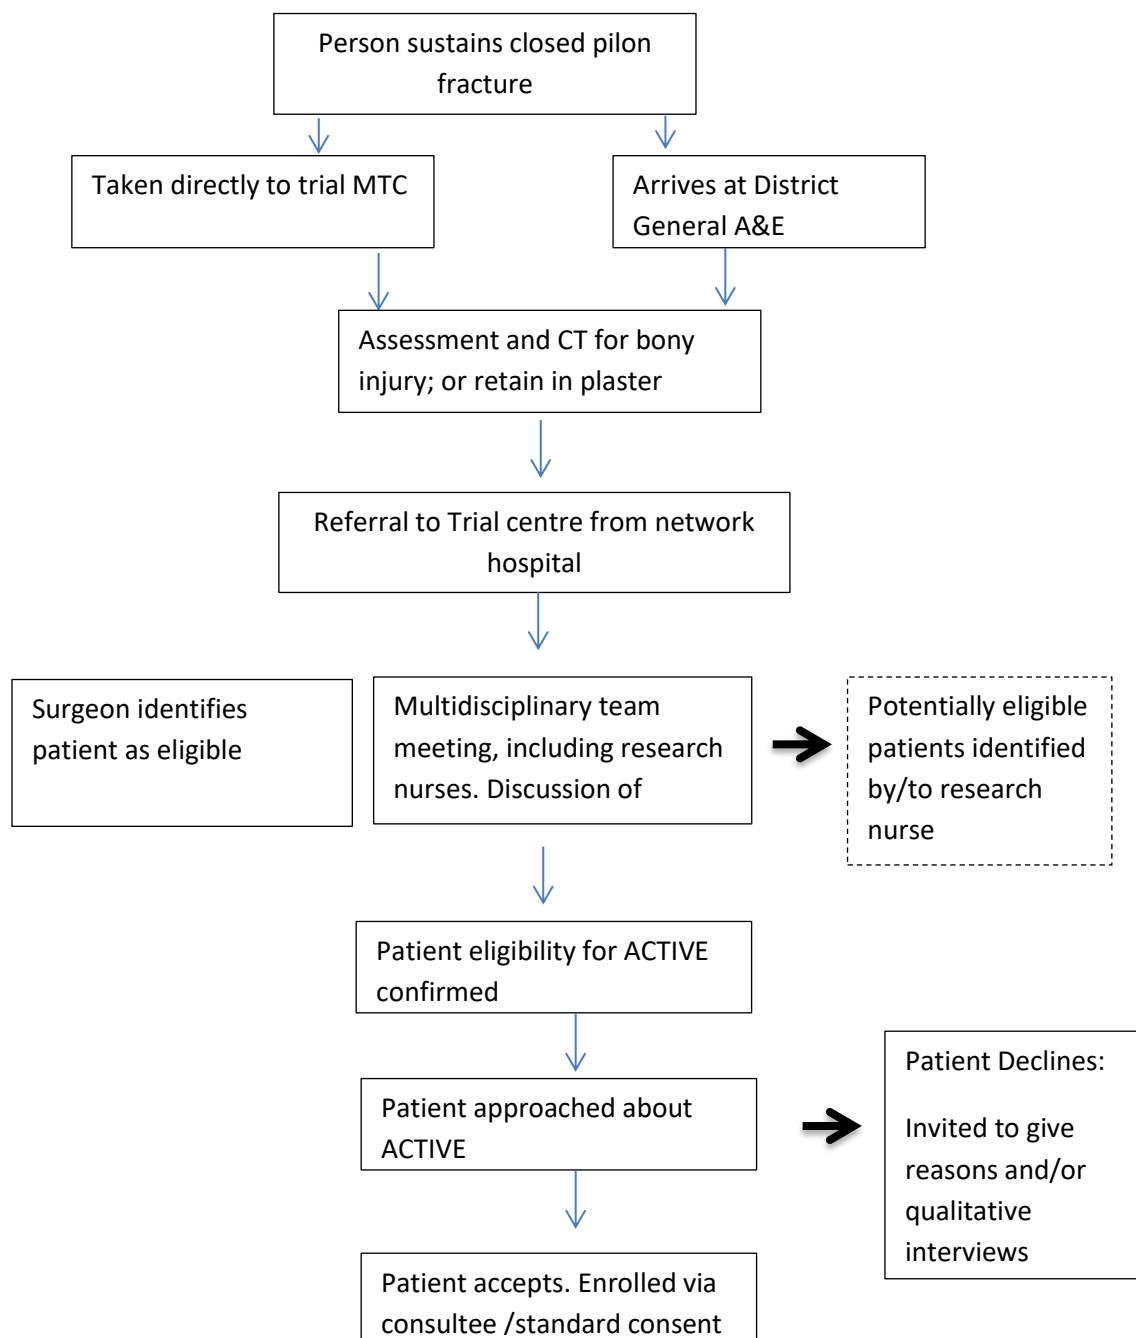 Person sustains closed pilon
fracture
Taken directly to trial MTC
Arrives at District
General A&E
Assessment and CT for bony
injury; or retain in plaster
Referral to Trial centre from network
hospital
Surgeon identifies
patient as eligible
Multidisciplinary team
meeting, including research
nurses. Discussion of
Potentially eligible
patients identified
by/to research
nurse
Patient eligibility for ACTIVE
confirmed
Patient approached about
ACTIVE
Patient Declines:
Invited to give
reasons and/or
qualitative
interviews
Patient accepts. Enrolled via
consultee /standard consent